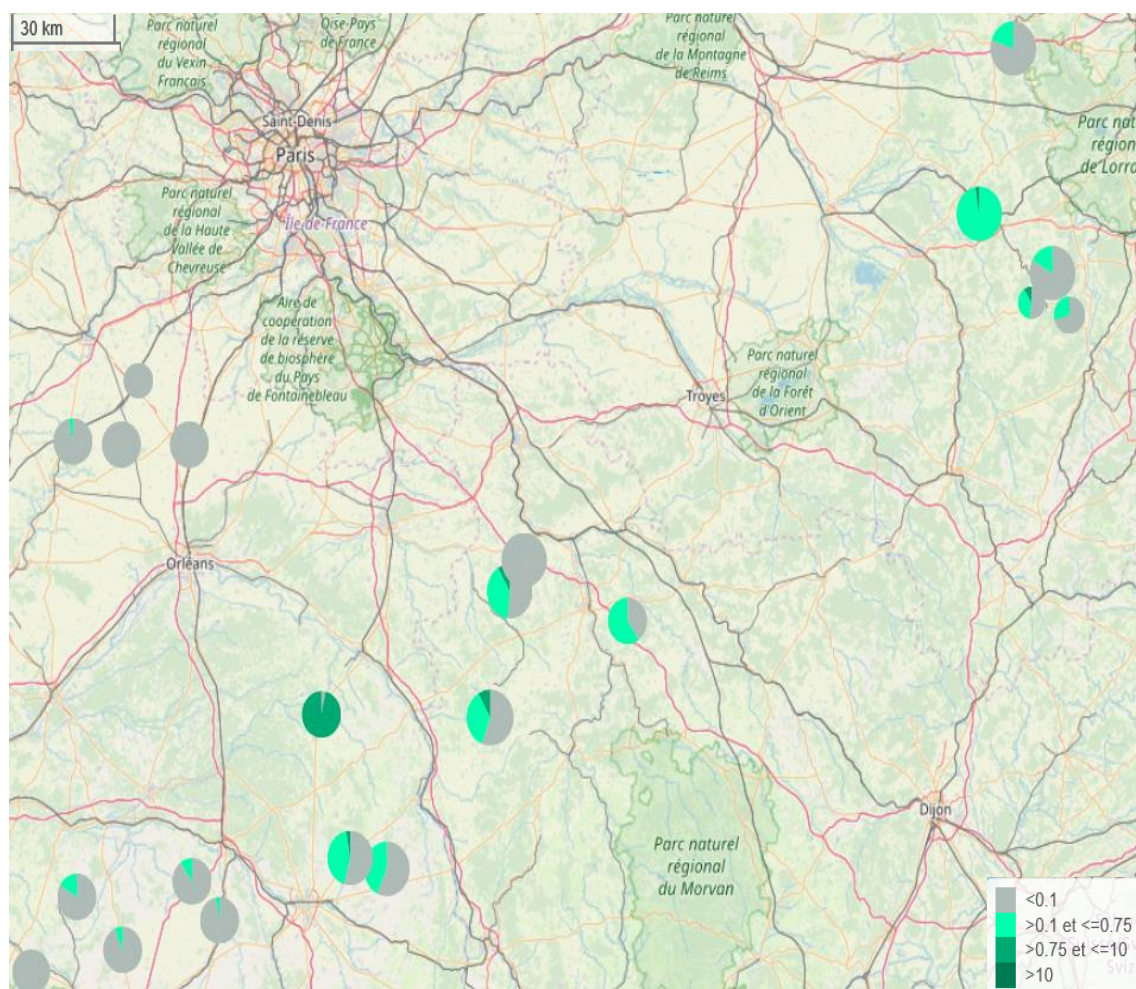 30 km
Parc naturel
régional
du Vexin
Français
Oise-Pays
de France
Parc naturel
régional
de la Montagne
de Reims
Saint-Denis
Paris
Parc naturel
régional
de la Haute
Vallée de
Chevreuse
Île-de-France
Parc natu
région
de Lorra
Aire de
cooperation
de la réserve
de biosphère
du Pays
de Fontainebleau
Parc naturel
régional
de la Forêt
d'Orient
Troyes
Orléans
Dijon
Parc naturel
régional
du Morvan
<0.1
>0.1 et <=0.75
>0.75 et <=10
>10